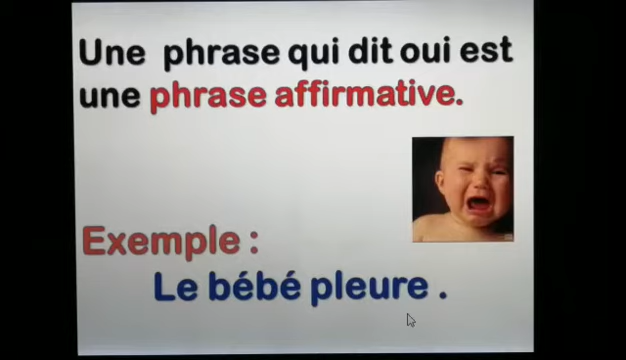 Une phrase qui dit oui est
une phrase affirmative.
Exemple :
Le bébé pleure .